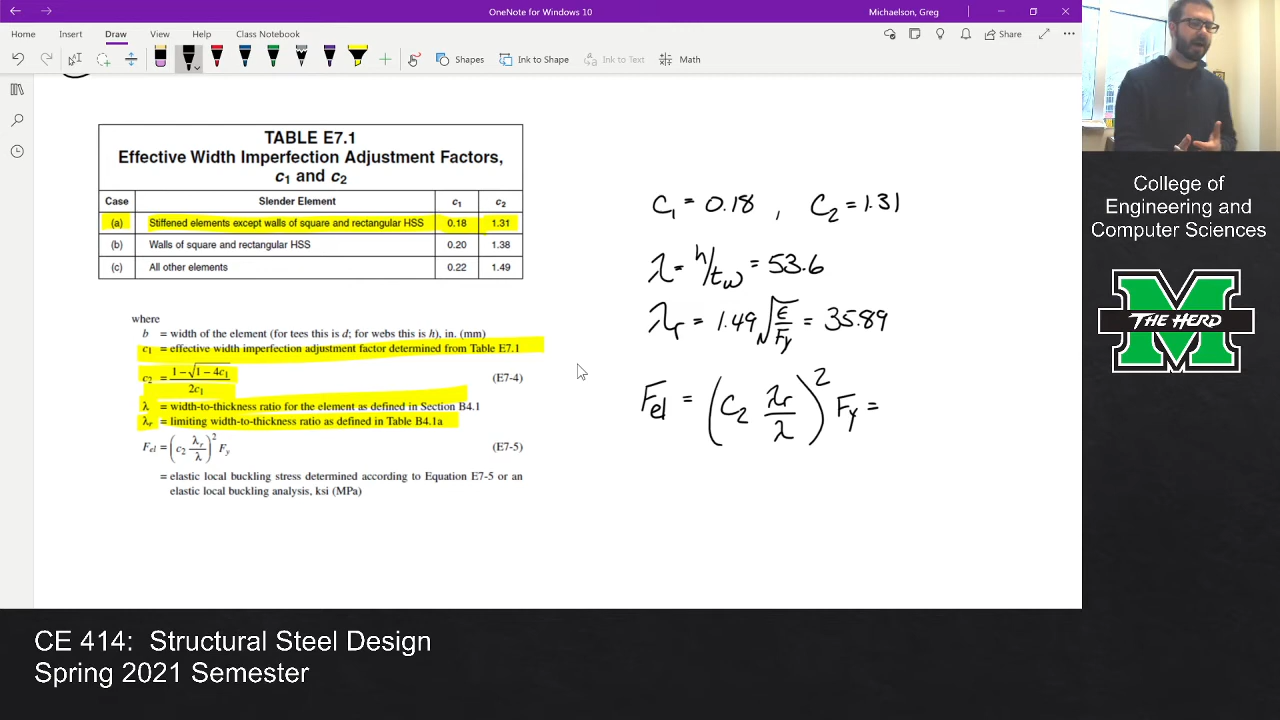 OneNote for Windows 10
Michaelson, Greg
Home Insert Draw View Help Class Notebook
Share
Shapes Ink to Shape Ink to Text Math
TABLE E7.1
Effective Width Imperfection Adjustment Factors,
c1 and c2
Case Slender Element c1 c2
(a) Stiffened elements except walls of square and rectangular HSS 0.18 1.31
(b) Walls of square and rectangular HSS 0.20 1.38
(c) All other elements 0.22 1.49
where
b = width of the element (for tees this is d; for webs this is h), in. (mm)
c1 = effective width imperfection adjustment factor determined from Table E7.1
c2 = (1 − √(1 − 4c1)) / 2c1 (E7-4)
λ = width-to-thickness ratio for the element as defined in Section B4.1
λr = limiting width-to-thickness ratio as defined in Table B4.1a
Fel = (c2 λr/λ)² Fy (E7-5)
= elastic local buckling stress determined according to Equation E7-5 or an
elastic local buckling analysis, ksi (MPa)
C1 = 0.18 , C2 = 1.31
λ = h/tw = 53.6
λr = 1.49 √(E/Fy) = 35.89
Fel = (C2 λr/λ)² Fy =
College of
Engineering and
Computer Sciences
M
THE HERD
CE 414: Structural Steel Design
Spring 2021 Semester